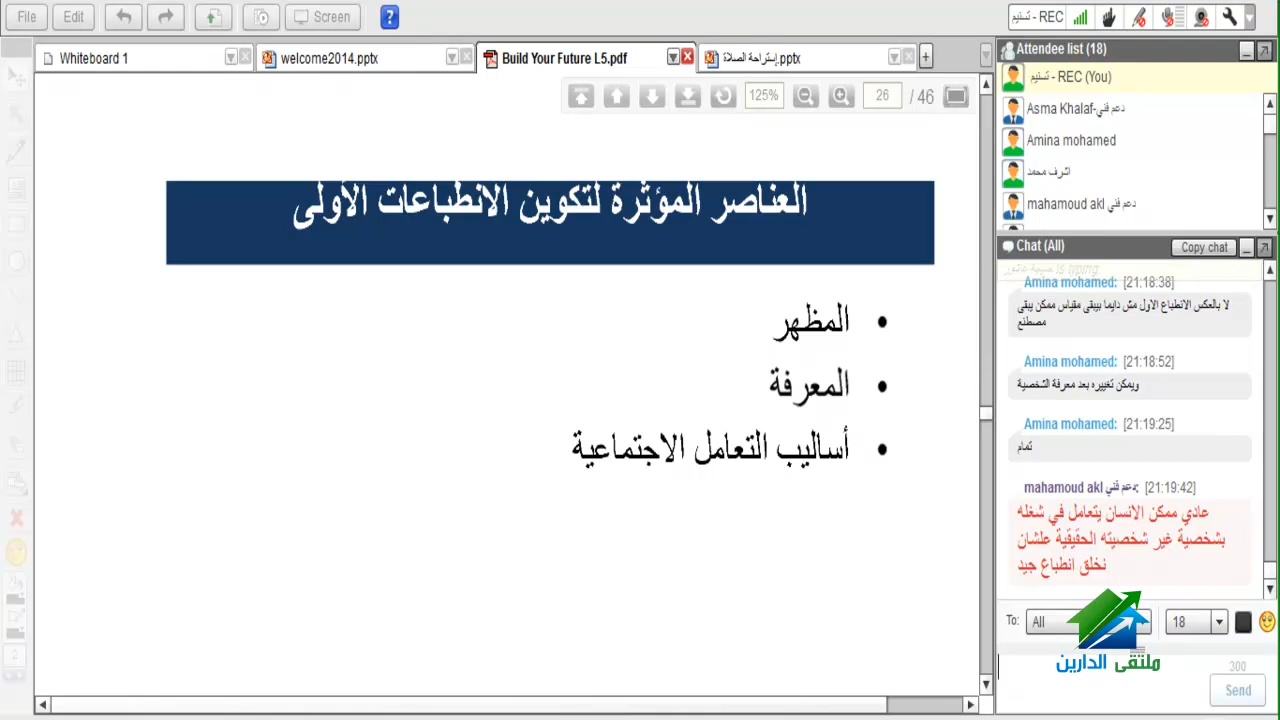 File
Edit
Screen
?
تسنيم - REC
Whiteboard 1
welcome2014.pptx
Build Your Future L5.pdf
إستراحة الصلاة.pptx
+
125%
26
/ 46
العناصر المؤثرة لتكوين الانطباعات الأولى
• المظهر
• المعرفة
• أساليب التعامل الاجتماعية
Attendee list (18)
تسنيم - REC (You)
Asma Khalaf-دعم فني
Amina mohamed
اشرف محمد
mahamoud akl دعم فني
Chat (All)
Copy chat
is typing
Amina mohamed: [21:18:38]
لا بالعكس الانطباع الاول مش دايما بيبقى مقياس ممكن يبقى
مصطنع
Amina mohamed: [21:18:52]
ويمكن تغييره بعد معرفة الشخصية
Amina mohamed: [21:19:25]
تمام
mahamoud akl دعم فني: [21:19:42]
عادي ممكن الانسان يتعامل في شغله
بشخصية غير شخصيته الحقيقية علشان
نخلق انطباع جيد
To:
All
18
ملتقى الدارين
300
Send
2